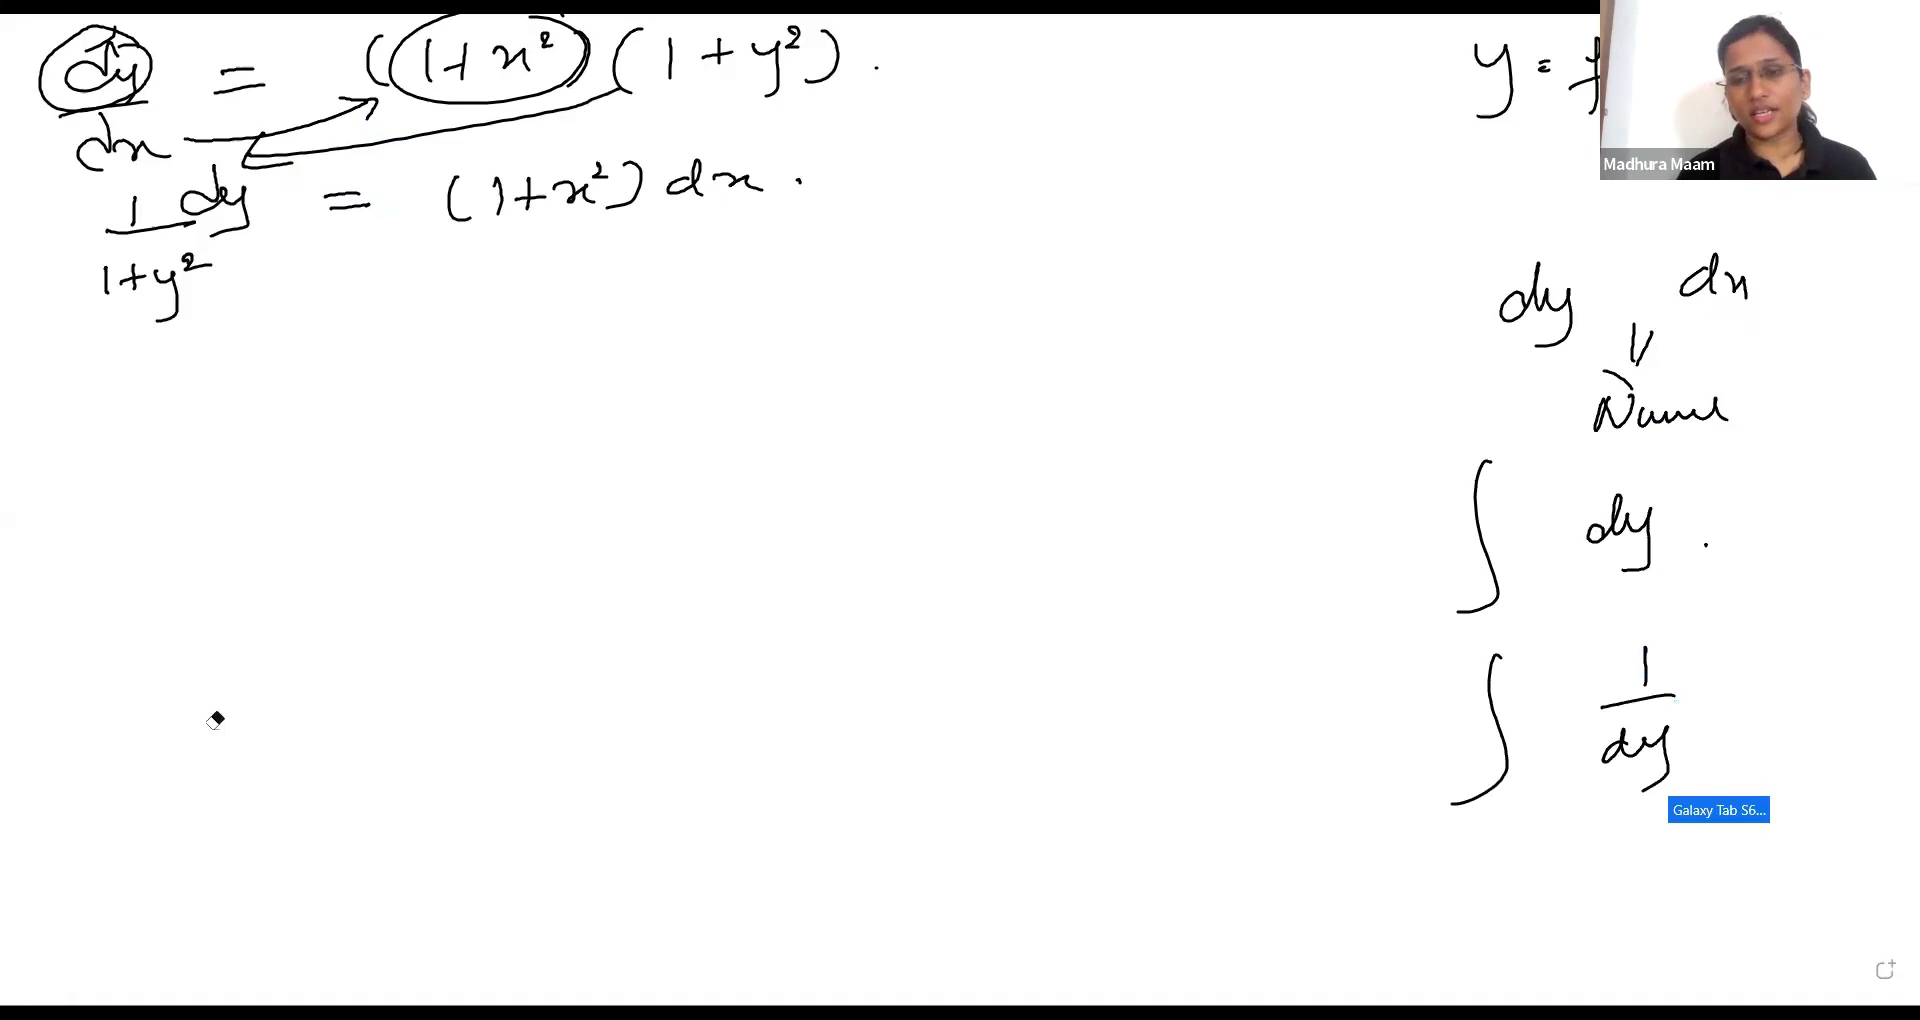 dy/dx = (1+x²)(1+y²).
1/(1+y²) dy = (1+x²) dx.
y = f
Madhura Maam
dy dx
Name
∫ dy.
∫ 1/dy
Galaxy Tab S6...